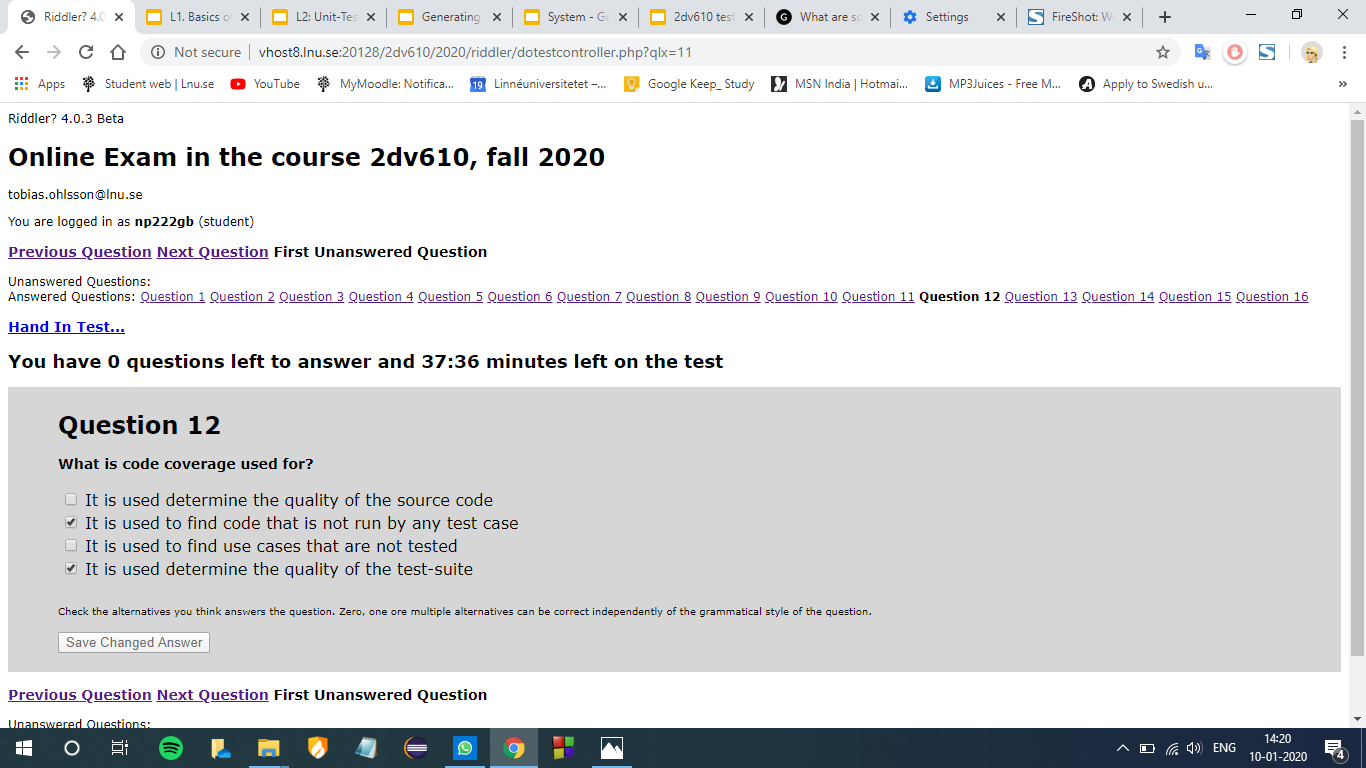 Riddler? 4.0
L1. Basics o
L2: Unit-Tes
Generating
System - Go
2dv610 test
What are sc
Settings
FireShot: W
Not secure | vhost8.lnu.se:20128/2dv610/2020/riddler/dotestcontroller.php?qlx=11
Apps
Student web | Lnu.se
YouTube
MyMoodle: Notifica...
19
Linnéuniversitetet –...
Google Keep_ Study
MSN India | Hotmai...
MP3Juices - Free M...
Apply to Swedish u...
»
Riddler? 4.0.3 Beta
Online Exam in the course 2dv610, fall 2020
tobias.ohlsson@lnu.se
You are logged in as np222gb (student)
Previous Question Next Question First Unanswered Question
Unanswered Questions:
Answered Questions: Question 1 Question 2 Question 3 Question 4 Question 5 Question 6 Question 7 Question 8 Question 9 Question 10 Question 11 Question 12 Question 13 Question 14 Question 15 Question 16
Hand In Test...
You have 0 questions left to answer and 37:36 minutes left on the test
Question 12
What is code coverage used for?
It is used determine the quality of the source code
It is used to find code that is not run by any test case
It is used to find use cases that are not tested
It is used determine the quality of the test-suite
Check the alternatives you think answers the question. Zero, one ore multiple alternatives can be correct independently of the grammatical style of the question.
Save Changed Answer
Previous Question Next Question First Unanswered Question
Unanswered Questions:
ENG
14:20
10-01-2020
4